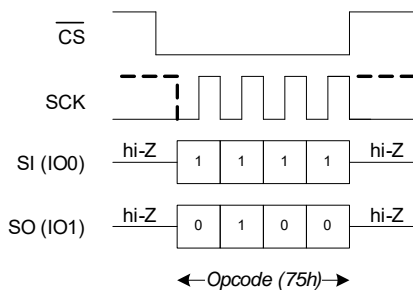 CS
SCK
hi-Z hi-Z
SI (IO0) 1 1 1 1
hi-Z hi-Z
SO (IO1) 0 1 0 0
Opcode (75h)